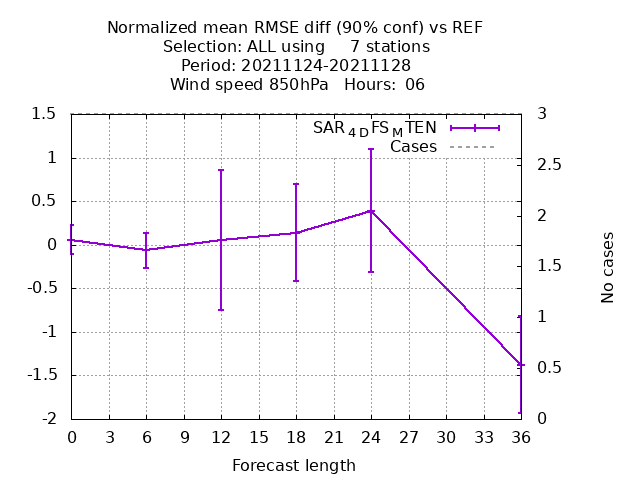 Normalized mean RMSE diff (90% conf) vs REF
Selection: ALL using     7 stations
Period: 20211124-20211128
Wind speed 850hPa   Hours:  06
SAR₄DFSMTEN
Cases
1.5
1
0.5
0
-0.5
-1
-1.5
-2
3
2.5
2
1.5
1
0.5
0
No cases
0 3 6 9 12 15 18 21 24 27 30 33 36
Forecast length